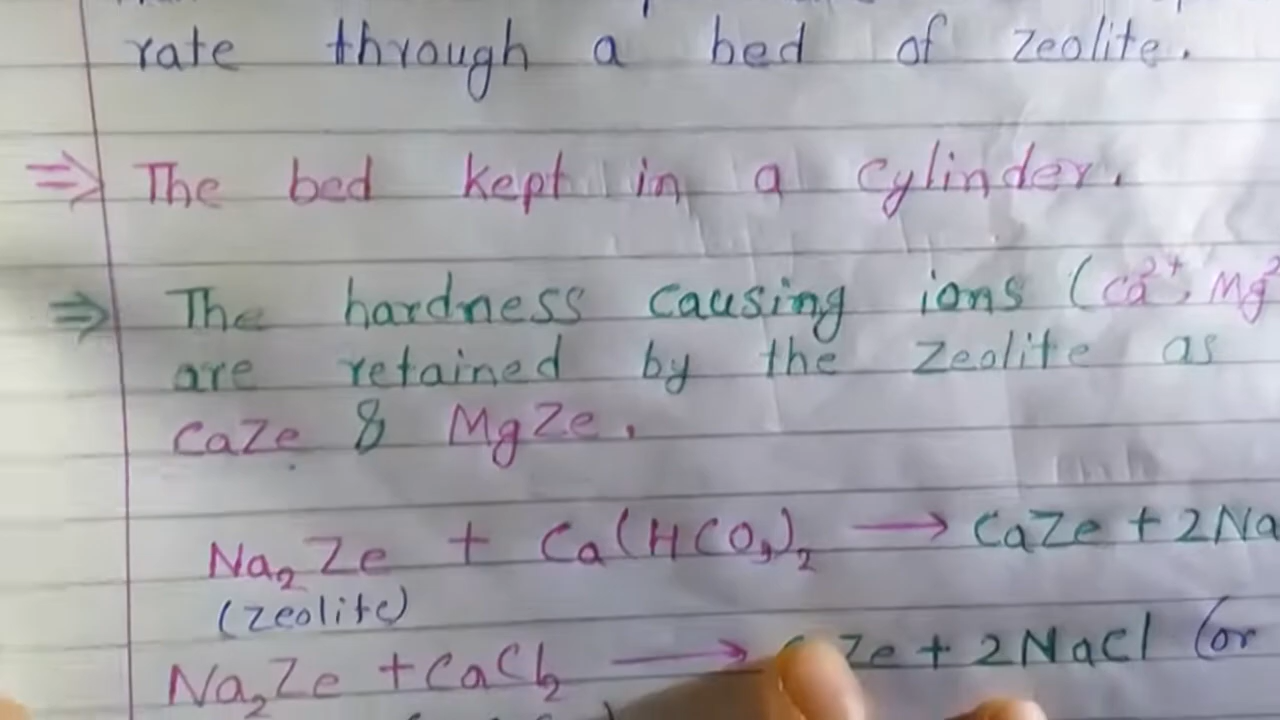 rate through a bed of zeolite.
⇒ The bed kept in a cylinder.
⇒ The hardness causing ions (Ca²⁺, Mg²
are retained by the zeolite as
CaZe & MgZe.
Na₂Ze + Ca(HCO₃)₂ → CaZe + 2Na
(zeolite)
Na₂Ze + CaCl₂ → Ze + 2NaCl (or